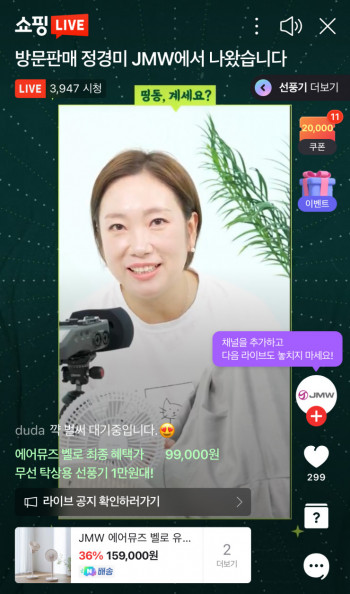 쇼핑 LIVE
방문판매 정경미 JMW에서 나왔습니다
LIVE 3,947 시청
선풍기 더보기
띵동, 계세요?
11
20,000
쿠폰
이벤트
채널을 추가하고
다음 라이브도 놓치지 마세요!
JMW
duda 꺅 벌써 대기중입니다.😍
에어뮤즈 벨로 최종 혜택가 99,000원
무선 탁상용 선풍기 1만원대!
299
라이브 공지 확인하러가기
?
JMW 에어뮤즈 벨로 유...
36% 159,000원
N 배송
2
더보기